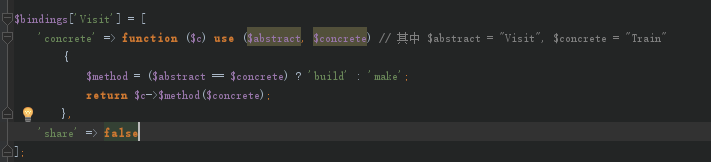 $bindings['Visit'] = [
'concrete' => function ($c) use ($abstract, $concrete) // 其中 $abstract = "Visit", $concrete = "Train"
{
$method = ($abstract == $concrete) ? 'build' : 'make';
return $c->$method($concrete);
},
'share' => false
];